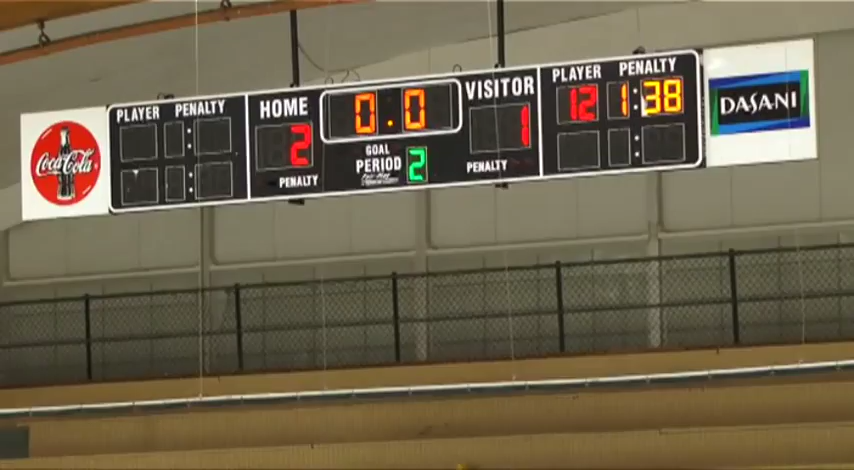 PLAYER PENALTY
HOME
0.0
VISITOR
PLAYER PENALTY
Coca-Cola
2
GOAL
PERIOD 2
1
12 1:38
DASANI
PENALTY
PENALTY